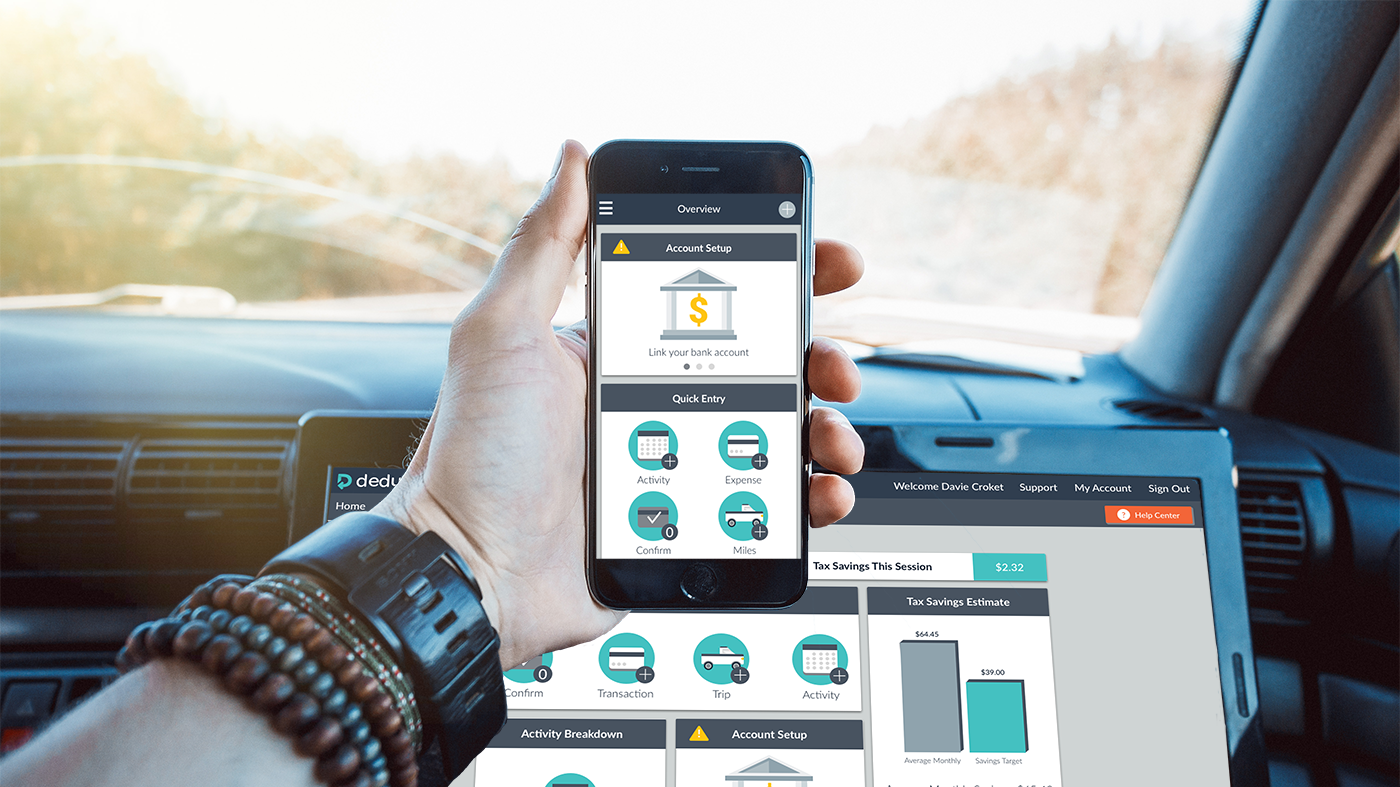 Overview
Account Setup
$
Link your bank account
Quick Entry
Activity
Expense
0
Confirm
Miles
Welcome Davie Croket
Support
My Account
Sign Out
Home
? Help Center
Tax Savings This Session
$2.32
0
Confirm
Transaction
Trip
Activity
Tax Savings Estimate
$64.45
$39.00
Average Monthly
Savings Target
Activity Breakdown
Account Setup